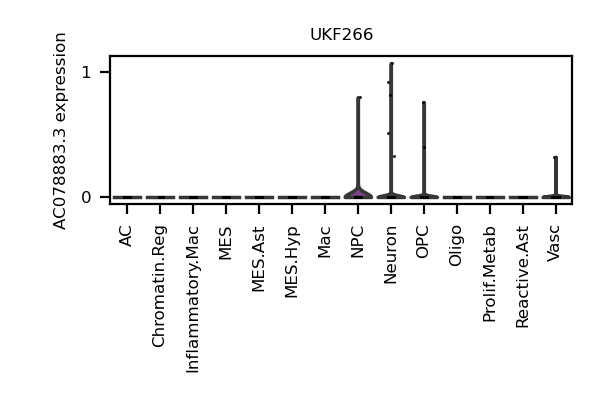 UKF266
AC078883.3 expression
1
0
AC
Chromatin.Reg
Inflammatory.Mac
MES
MES.Ast
MES.Hyp
Mac
NPC
Neuron
OPC
Oligo
Prolif.Metab
Reactive.Ast
Vasc